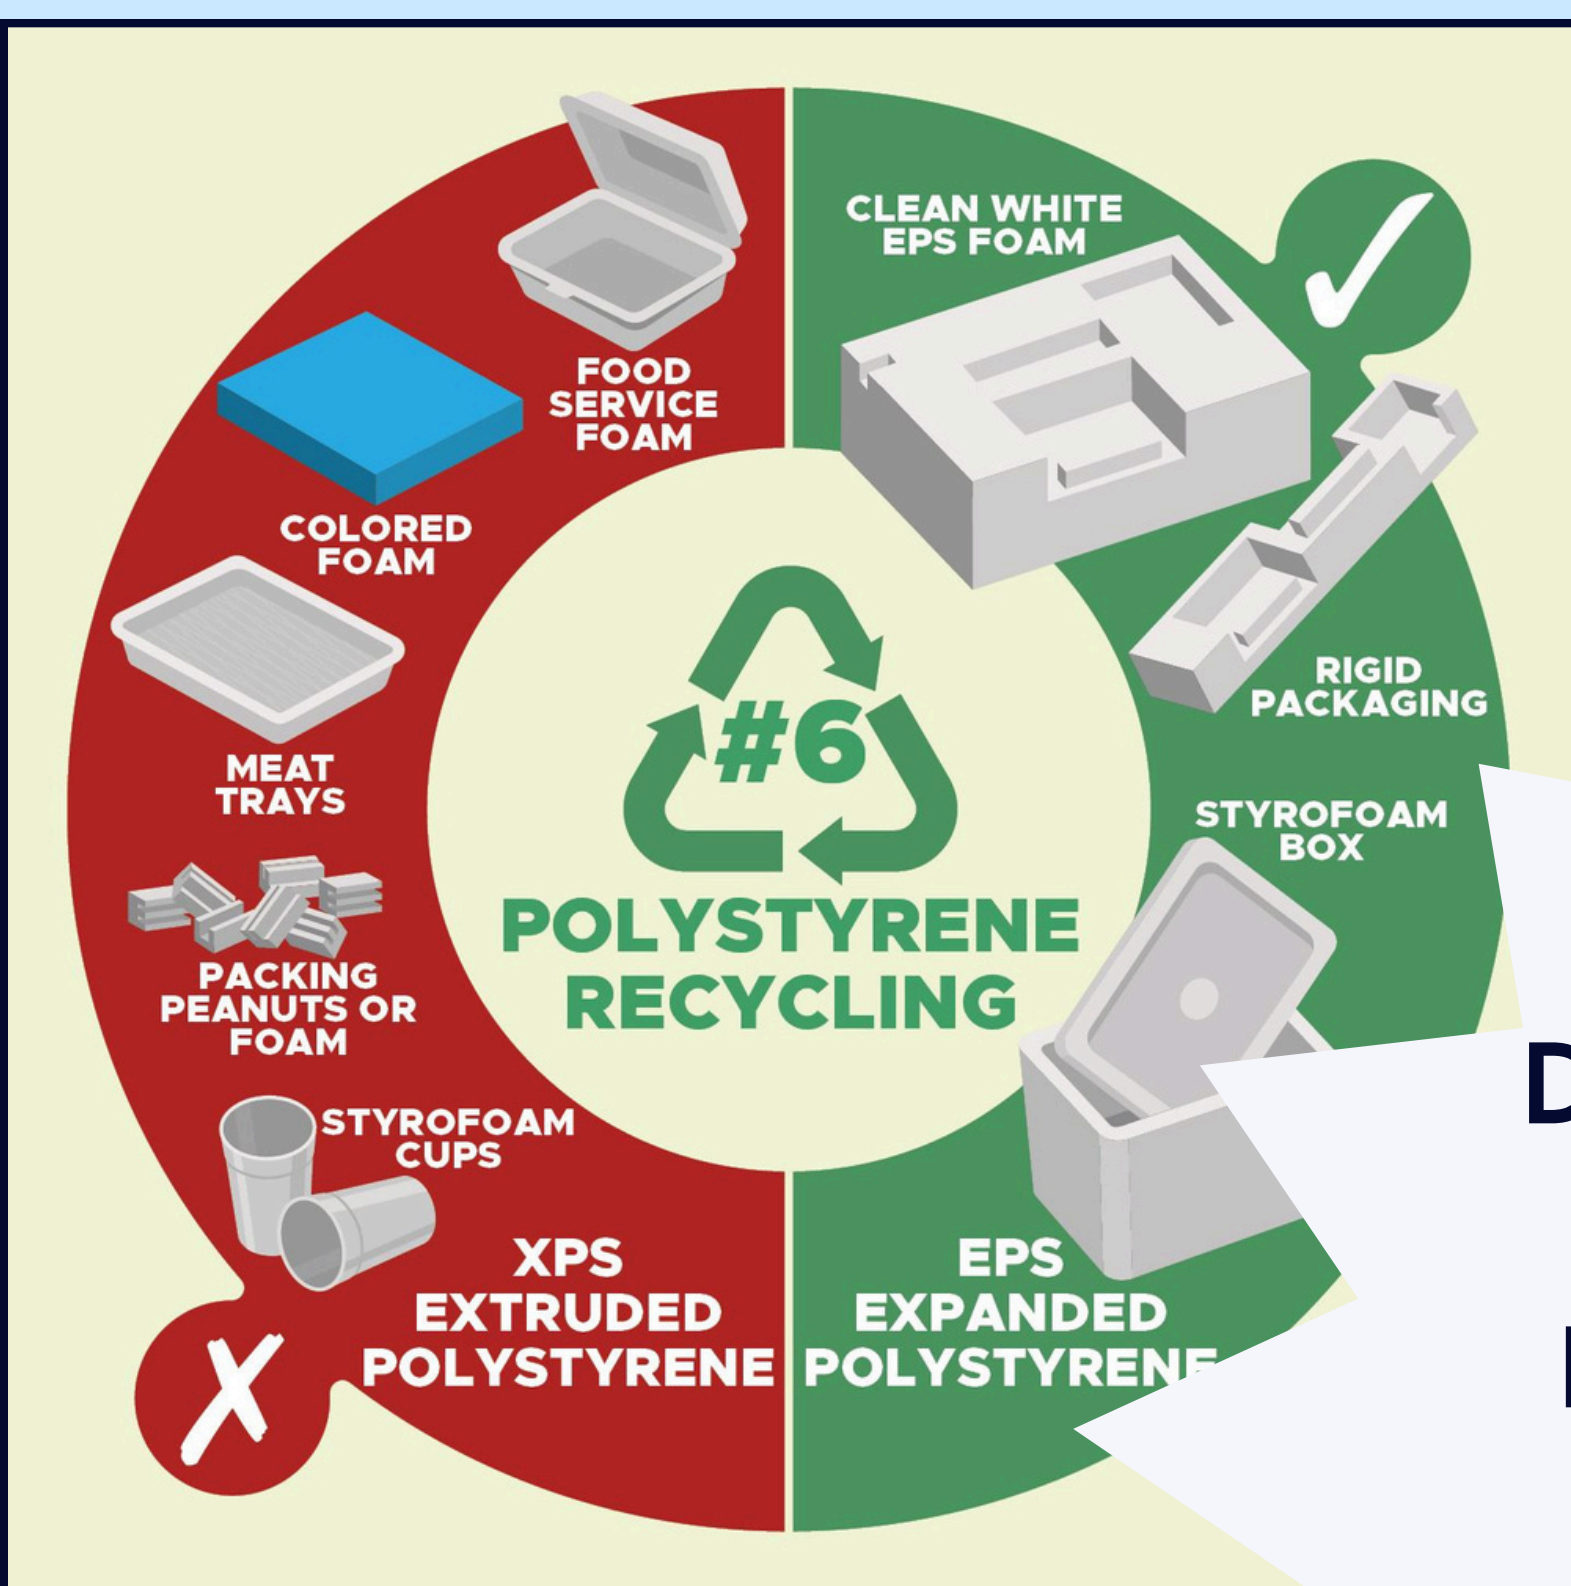 CLEAN WHITE
EPS FOAM
FOOD
SERVICE
FOAM
COLORED
FOAM
RIGID
PACKAGING
MEAT
TRAYS
#6
STYROFOAM
BOX
POLYSTYRENE
RECYCLING
PACKING
PEANUTS OR
FOAM
STYROFOAM
CUPS
XPS
EXTRUDED
POLYSTYRENE
EPS
EXPANDED
POLYSTYRENE